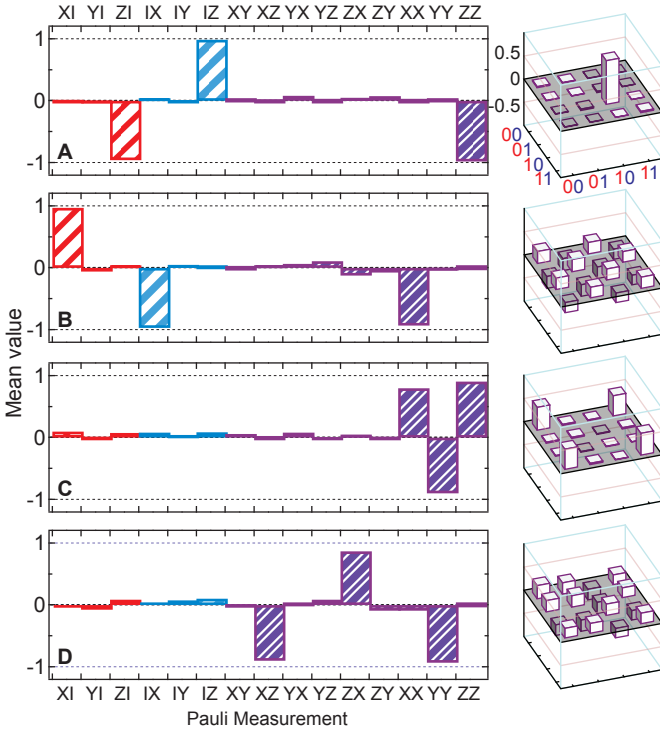 XI YI ZI IX IY IZ XY XZ YX YZ ZX ZY XX YY ZZ
1
0
-1
A
0.5
0
-0.5
00
01
10
11
00 01 10 11
1
0
-1
B
Mean value
1
0
-1
C
1
0
-1
D
XI YI ZI IX IY IZ XY XZ YX YZ ZX ZY XX YY ZZ
Pauli Measurement